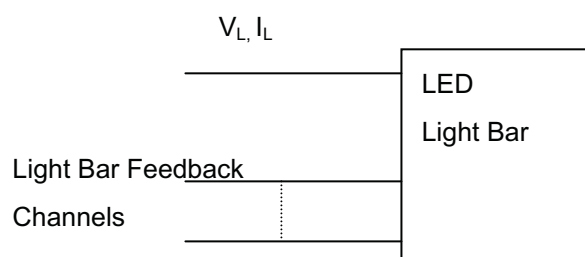 V_L, I_L
LED
Light Bar
Light Bar Feedback
Channels